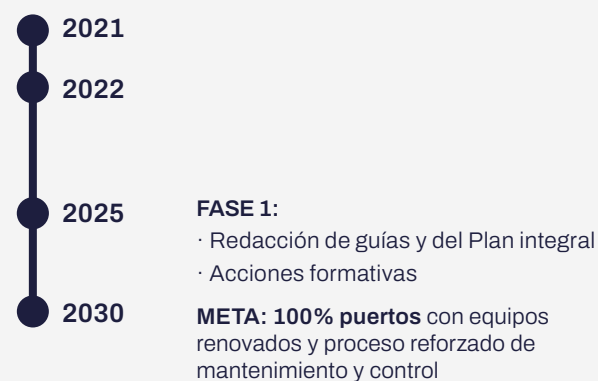 2021
2022
2025
FASE 1:
· Redacción de guías y del Plan integral
· Acciones formativas
2030
META: 100% puertos con equipos
renovados y proceso reforzado de
mantenimiento y control